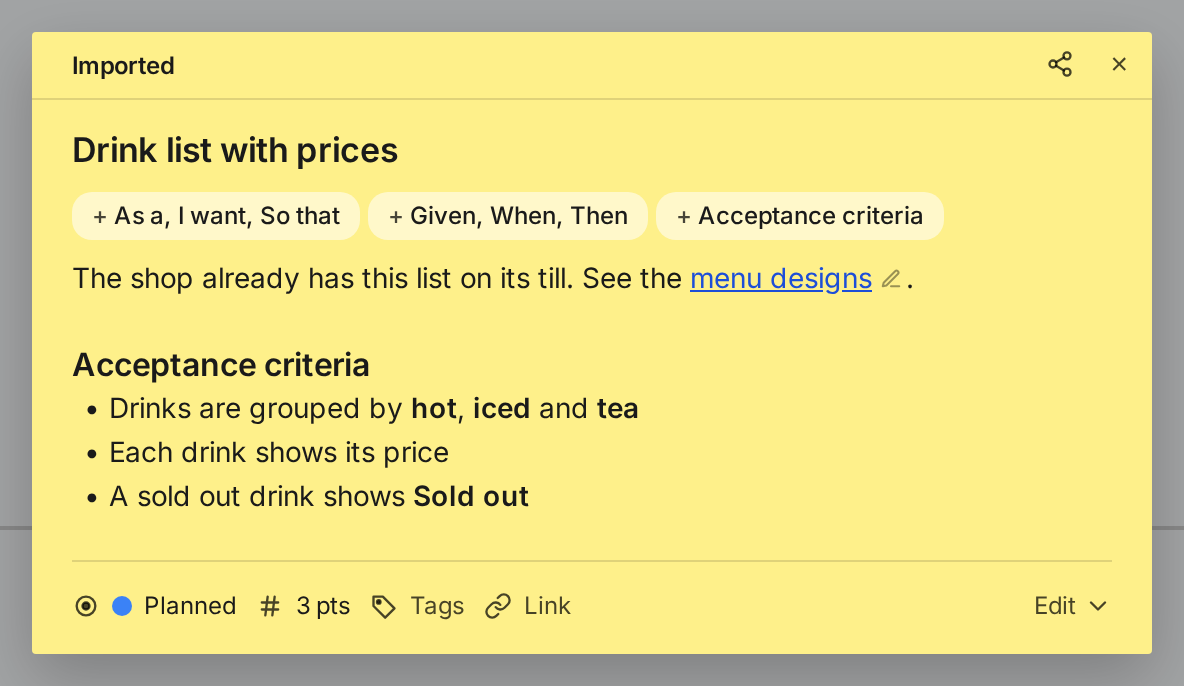 Imported
Drink list with prices
+ As a, I want, So that
+ Given, When, Then
+ Acceptance criteria
The shop already has this list on its till. See the menu designs .
Acceptance criteria
• Drinks are grouped by hot, iced and tea
• Each drink shows its price
• A sold out drink shows Sold out
Planned
3 pts
Tags
Link
Edit